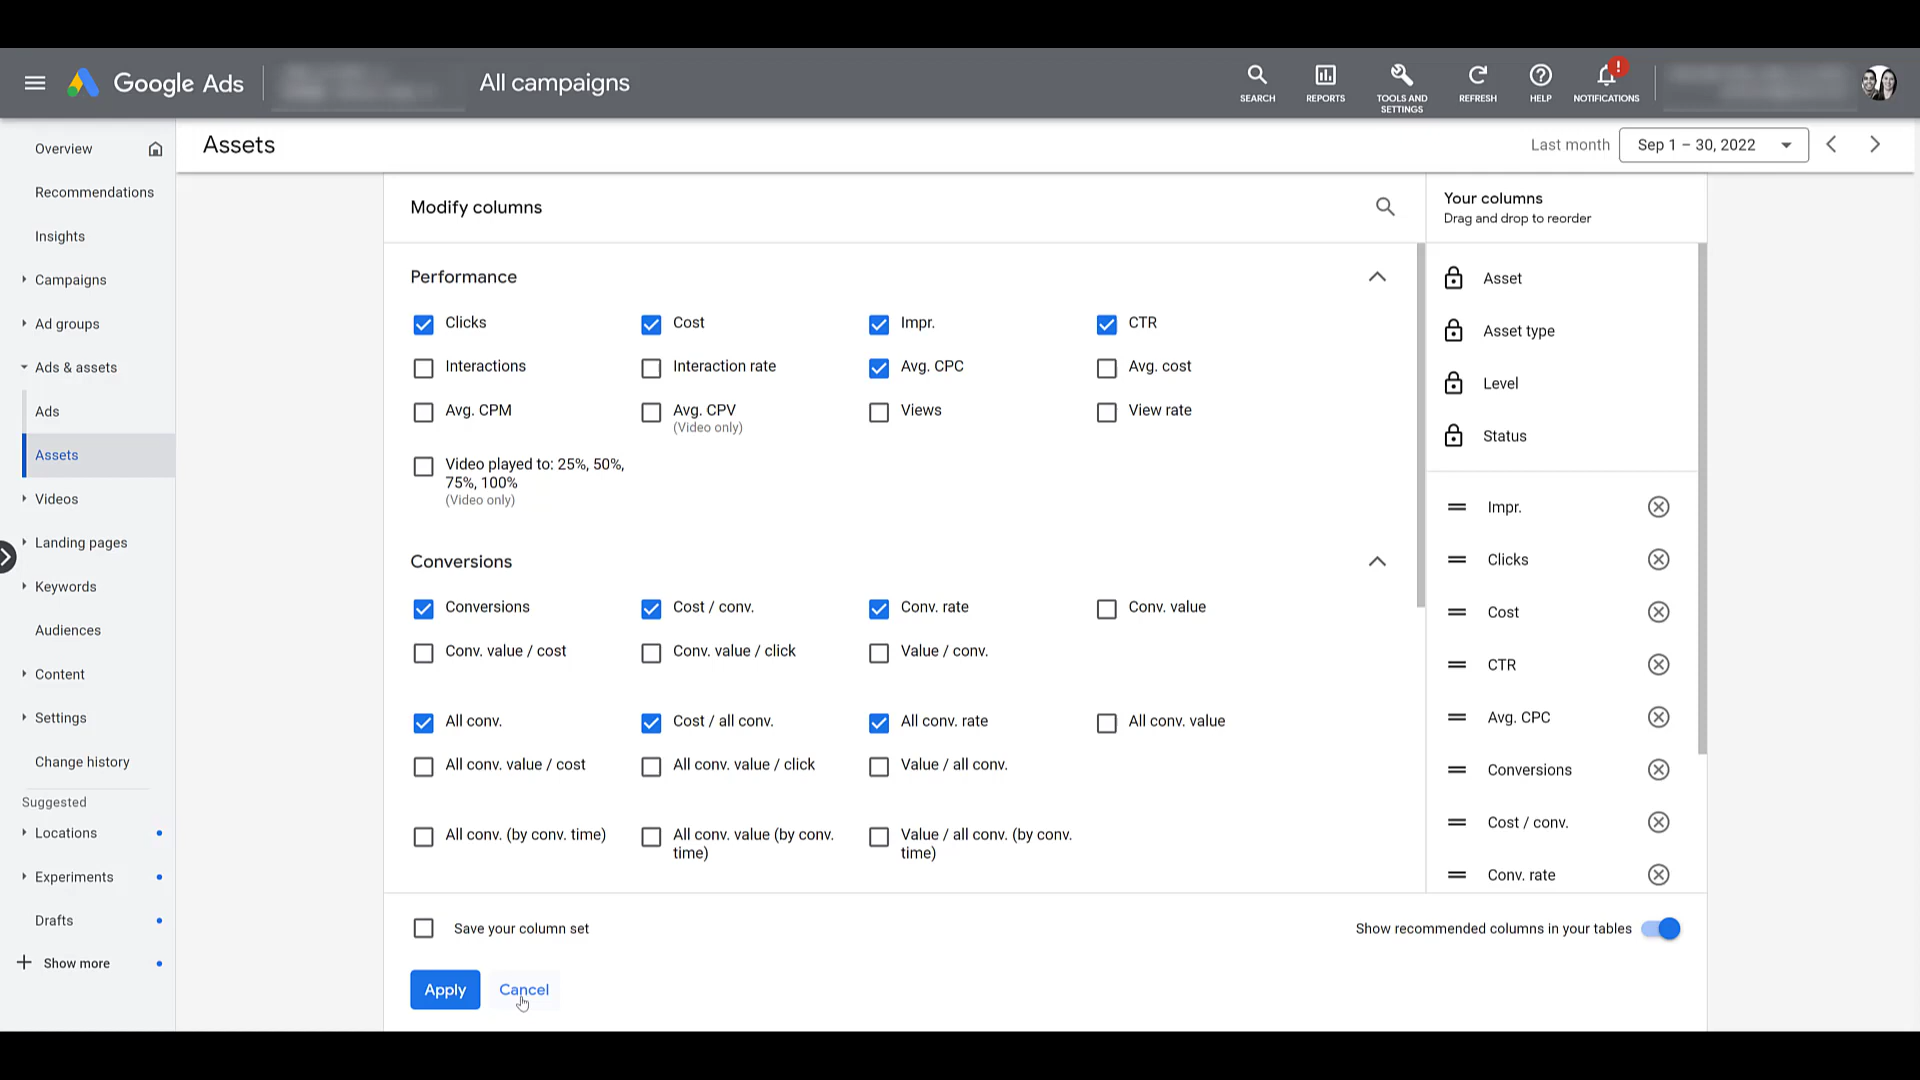 Google Ads
All campaigns
SEARCH
REPORTS
TOOLS AND
SETTINGS
REFRESH
HELP
!
NOTIFICATIONS
Overview
Recommendations
Insights
Campaigns
Ad groups
Ads & assets
Ads
Assets
Videos
Landing pages
Keywords
Audiences
Content
Settings
Change history
Suggested
Locations
Experiments
Drafts
Show more
Assets
Last month
Sep 1 – 30, 2022
Modify columns
Performance
Clicks
Cost
Impr.
CTR
Interactions
Interaction rate
Avg. CPC
Avg. cost
Avg. CPM
Avg. CPV
(Video only)
Views
View rate
Video played to: 25%, 50%,
75%, 100%
(Video only)
Conversions
Conversions
Cost / conv.
Conv. rate
Conv. value
Conv. value / cost
Conv. value / click
Value / conv.
All conv.
Cost / all conv.
All conv. rate
All conv. value
All conv. value / cost
All conv. value / click
Value / all conv.
All conv. (by conv. time)
All conv. value (by conv.
time)
Value / all conv. (by conv.
time)
Your columns
Drag and drop to reorder
Asset
Asset type
Level
Status
Impr.
Clicks
Cost
CTR
Avg. CPC
Conversions
Cost / conv.
Conv. rate
Save your column set
Show recommended columns in your tables
Apply
Cancel